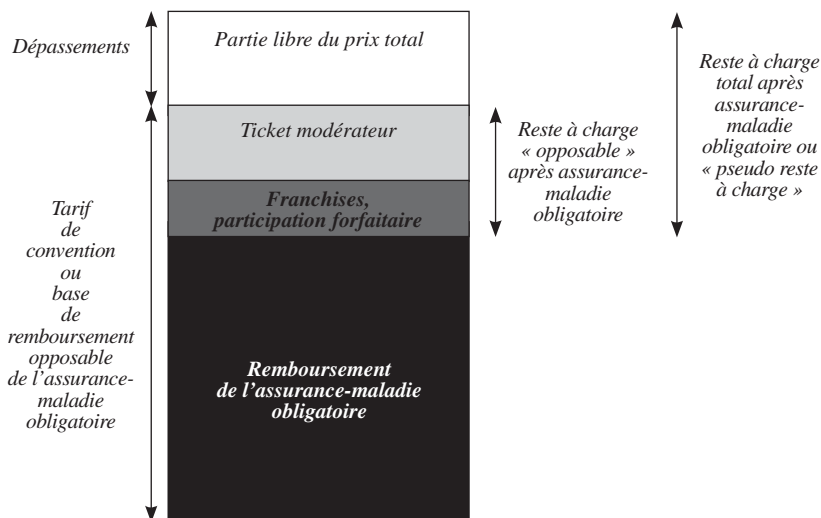 Dépassements
Partie libre du prix total
Ticket modérateur
Franchises,
participation forfaitaire
Remboursement
de l’assurance-maladie
obligatoire
Tarif
de
convention
ou
base
de
remboursement
opposable
de l’assurance-
maladie
obligatoire
Reste à charge
« opposable »
après assurance-
maladie
obligatoire
Reste à charge
total après
assurance-
maladie
obligatoire ou
« pseudo reste
à charge »